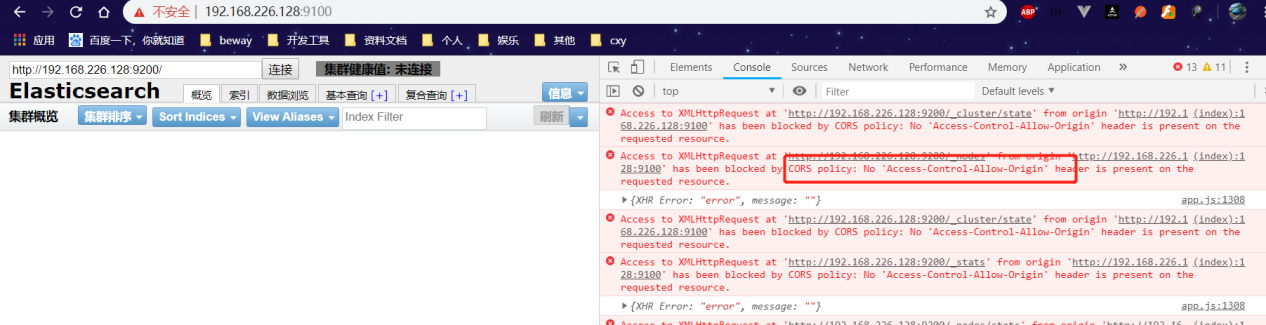 不安全 | 192.168.226.128:9100
ABP
应用 百度一下，你就知道 beway 开发工具 资料文档 个人 娱乐 其他 cxy
http://192.168.226.128:9200/ 连接 集群健康值: 未连接
Elasticsearch 概览 索引 数据浏览 基本查询 [+] 复合查询 [+] 信息
集群概览 集群排序 Sort Indices View Aliases Index Filter 刷新
Elements Console Sources Network Performance Memory Application » 13 11
top Filter Default levels
Access to XMLHttpRequest at 'http://192.168.226.128:9200/_cluster/state' from origin 'http://192.1 (index):1
68.226.128:9100' has been blocked by CORS policy: No 'Access-Control-Allow-Origin' header is present on the
requested resource.
Access to XMLHttpRequest at 'http://192.168.226.128:9200/_nodes' from origin 'http://192.168.226.1 (index):1
28:9100' has been blocked by CORS policy: No 'Access-Control-Allow-Origin' header is present on the
requested resource.
{XHR Error: "error", message: ""} app.js:1308
Access to XMLHttpRequest at 'http://192.168.226.128:9200/_cluster/state' from origin 'http://192.1 (index):1
68.226.128:9100' has been blocked by CORS policy: No 'Access-Control-Allow-Origin' header is present on the
requested resource.
Access to XMLHttpRequest at 'http://192.168.226.128:9200/_stats' from origin 'http://192.168.226.1 (index):1
28:9100' has been blocked by CORS policy: No 'Access-Control-Allow-Origin' header is present on the
requested resource.
{XHR Error: "error", message: ""} app.js:1308